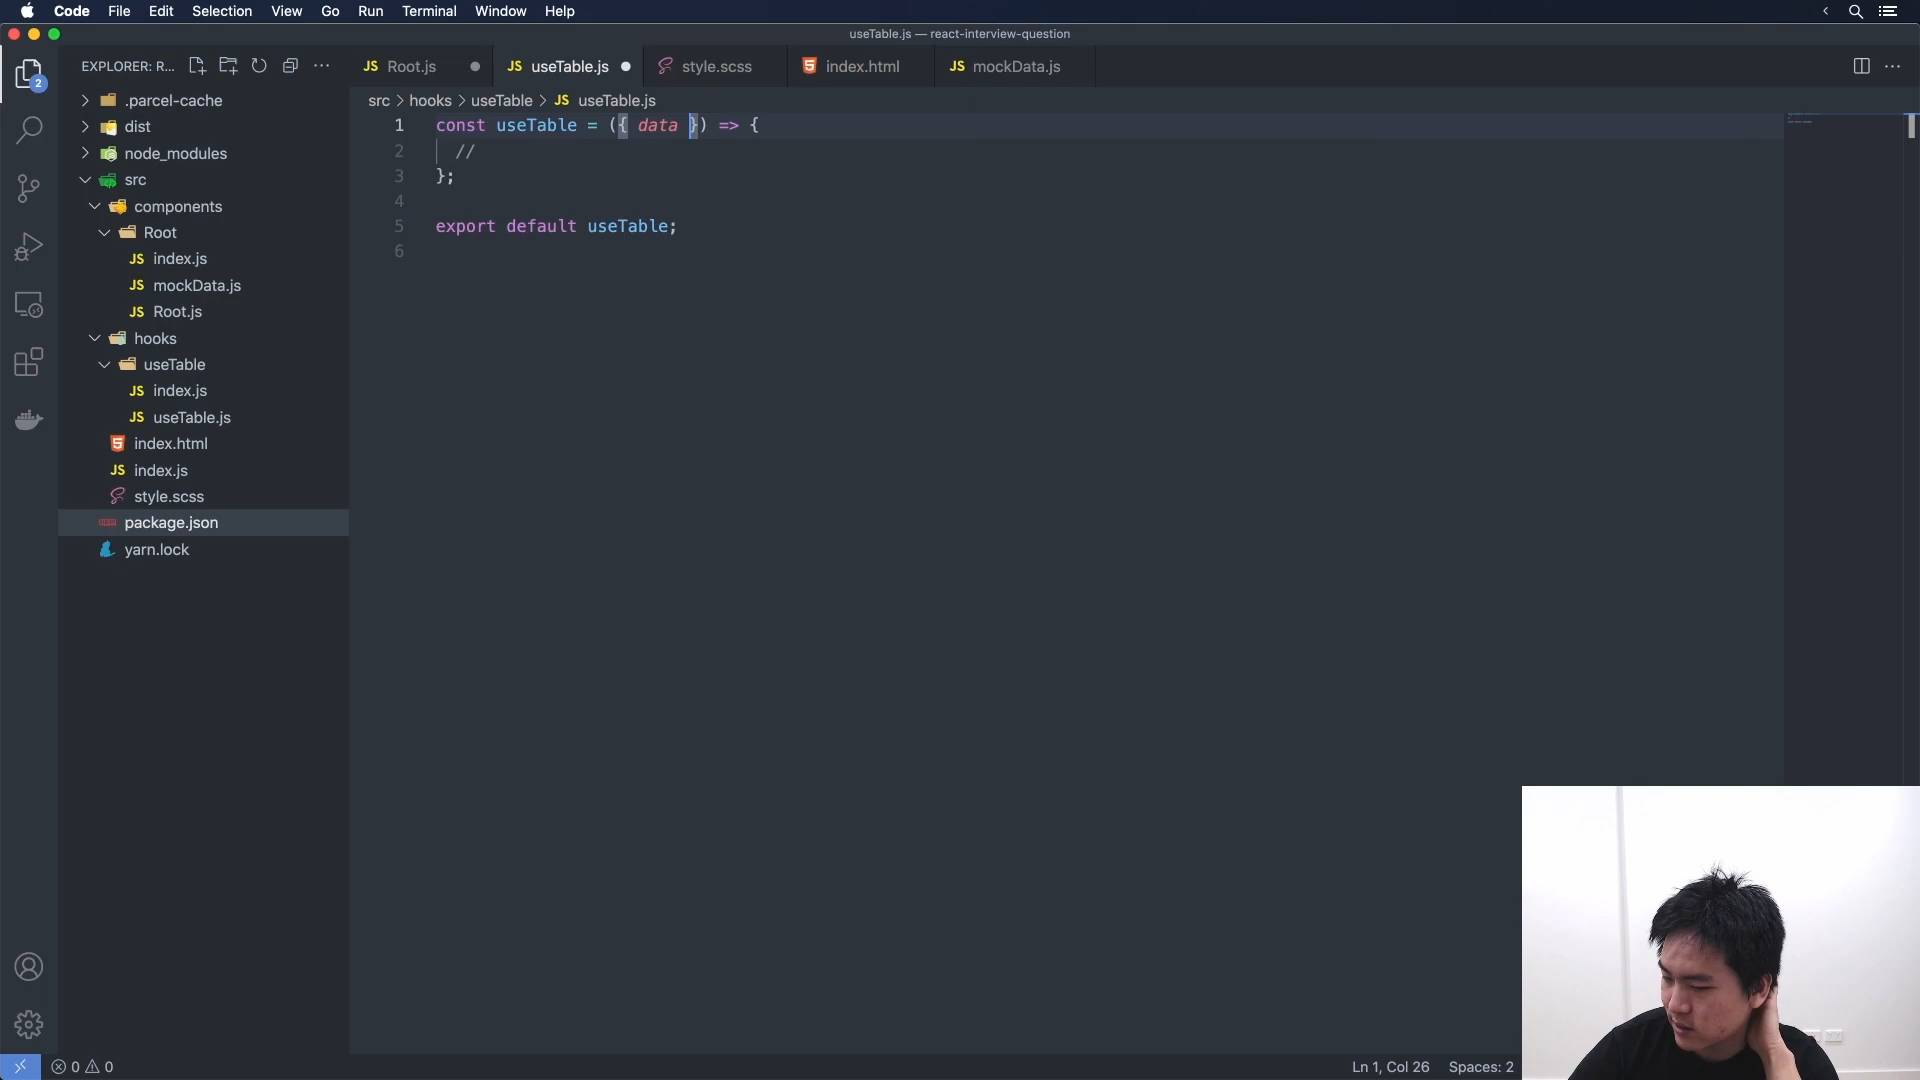 Code File Edit Selection View Go Run Terminal Window Help
useTable.js — react-interview-question
EXPLORER: R...
JS Root.js
JS useTable.js
style.scss
index.html
JS mockData.js
2
src > hooks > useTable > JS useTable.js
.parcel-cache
dist
node_modules
src
components
Root
JS index.js
JS mockData.js
JS Root.js
hooks
useTable
JS index.js
JS useTable.js
index.html
JS index.js
style.scss
package.json
yarn.lock
1 const useTable = ({ data }) => {
2 //
3 };
4
5 export default useTable;
6
0 0
Ln 1, Col 26 Spaces: 2